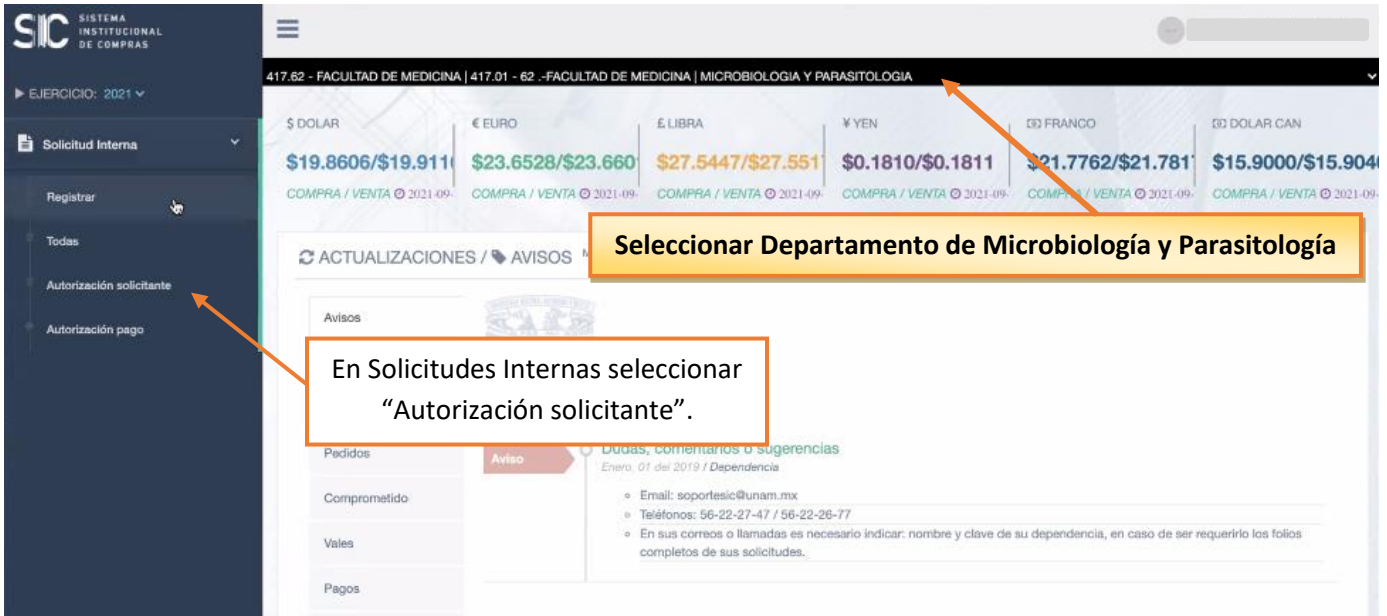 SIC SISTEMA
INSTITUCIONAL
DE COMPRAS
EJERCICIO: 2021
Solicitud Interna
Registrar
Todas
Autorización solicitante
Autorización pago
417.62 - FACULTAD DE MEDICINA | 417.01 - 62 .-FACULTAD DE MEDICINA | MICROBIOLOGIA Y PARASITOLOGIA
$ DOLAR
$19.8606/$19.911
COMPRA / VENTA 2021-09-
€ EURO
$23.6528/$23.660
COMPRA / VENTA 2021-09-
£ LIBRA
$27.5447/$27.551
COMPRA / VENTA 2021-09-
¥ YEN
$0.1810/$0.1811
COMPRA / VENTA 2021-09-
FRANCO
$21.7762/$21.781
COMPRA / VENTA 2021-09-
DOLAR CAN
$15.9000/$15.904
COMPRA / VENTA 2021-09-
Seleccionar Departamento de Microbiología y Parasitología
ACTUALIZACIONES / AVISOS
Avisos
En Solicitudes Internas seleccionar
“Autorización solicitante”.
Pedidos
Comprometido
Vales
Pagos
Aviso
Dudas, comentarios o sugerencias
Enero, 01 del 2019 / Dependencia
Email: soportesic@unam.mx
Teléfonos: 56-22-27-47 / 56-22-26-77
En sus correos o llamadas es necesario indicar: nombre y clave de su dependencia, en caso de ser requerirlo los folios
completos de sus solicitudes.